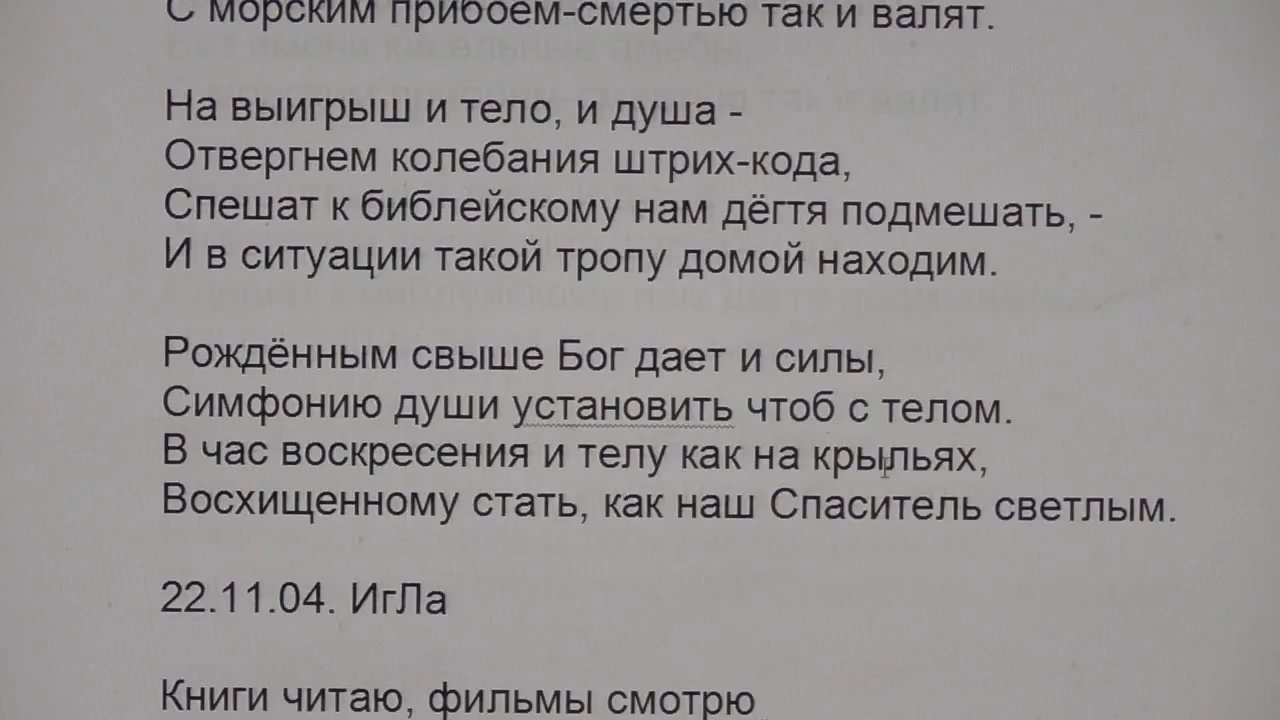 С морским прибоем-смертью так и валят.
На выигрыш и тело, и душа -
Отвергнем колебания штрих-кода,
Спешат к библейскому нам дёгтя подмешать, -
И в ситуации такой тропу домой находим.
Рождённым свыше Бог дает и силы,
Симфонию души установить чтоб с телом.
В час воскресения и телу как на крыльях,
Восхищенному стать, как наш Спаситель светлым.
22.11.04. ИгЛа
Книги читаю, фильмы смотрю